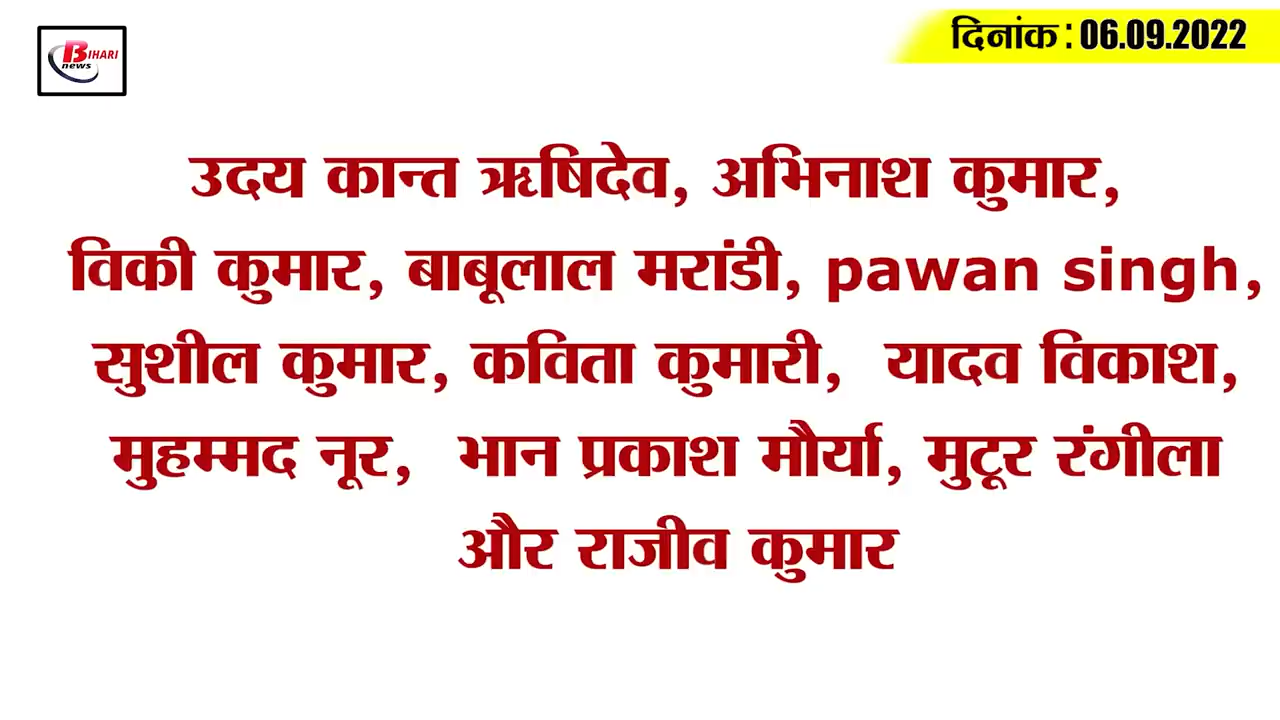 BIHARI
news
दिनांक : 06.09.2022
उदय कान्त ऋषिदेव, अभिनाश कुमार,
विकी कुमार, बाबूलाल मरांडी, pawan singh,
सुशील कुमार, कविता कुमारी, यादव विकाश,
मुहम्मद नूर, भान प्रकाश मौर्या, मुटूर रंगीला
और राजीव कुमार